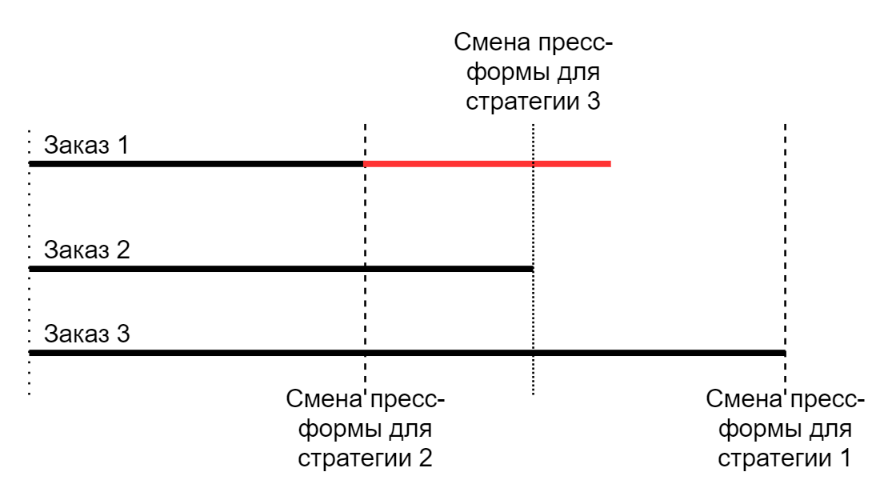 Смена пресс-
формы для
стратегии 3
Заказ 1
Заказ 2
Заказ 3
Смена пресс-
формы для
стратегии 2
Смена пресс-
формы для
стратегии 1